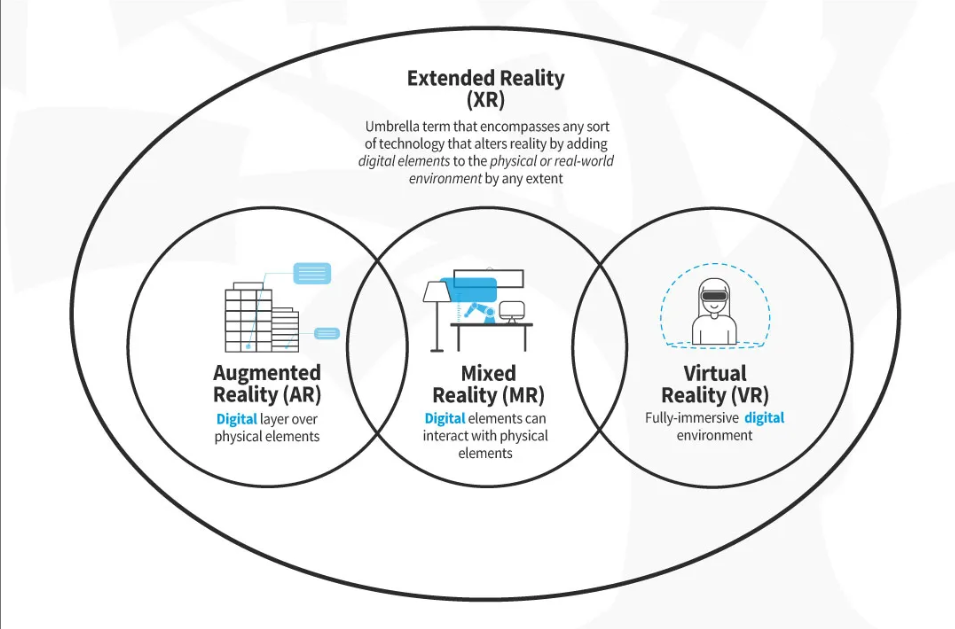 Extended Reality
(XR)
Umbrella term that encompasses any sort
of technology that alters reality by adding
digital elements to the physical or real-world
environment by any extent
Augmented
Reality (AR)
Digital layer over
physical elements
Mixed
Reality (MR)
Digital elements can
interact with physical
elements
Virtual
Reality (VR)
Fully-immersive digital
environment